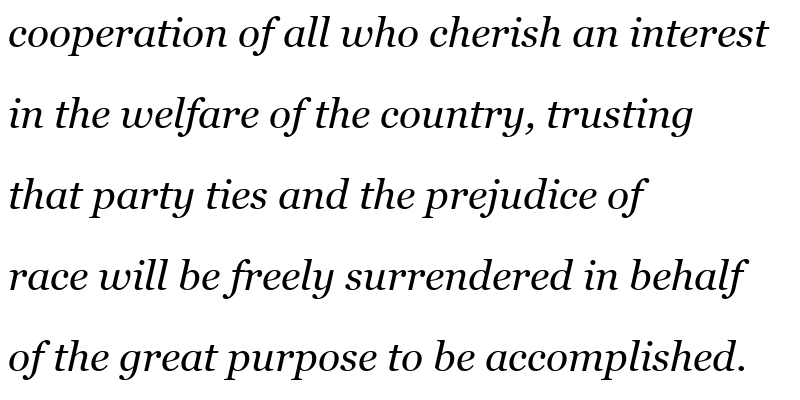 cooperation of all who cherish an interest
in the welfare of the country, trusting
that party ties and the prejudice of
race will be freely surrendered in behalf
of the great purpose to be accomplished.